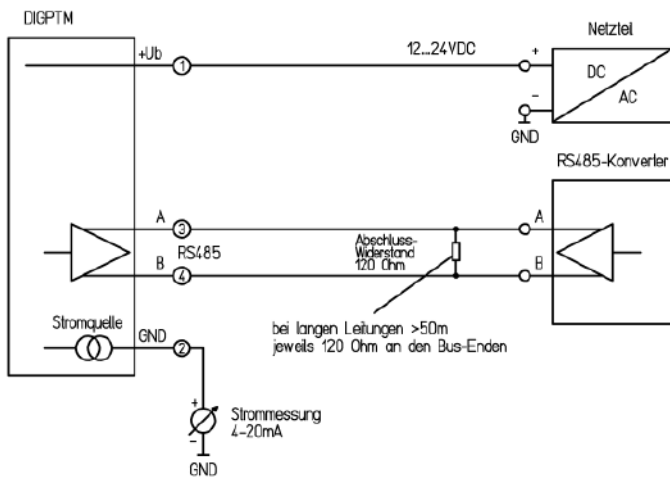 DIGPTM
Netzteil
+Ub
1
12...24VDC
+
DC
-
AC
GND
RS485-Konverter
A
3
A
RS485
Abschluss-
Widerstand
120 Ohm
B
4
B
Stromquelle
GND
2
bei langen Leitungen >50m
jeweils 120 Ohm an den Bus-Enden
+
Strommessung
4-20mA
-
GND